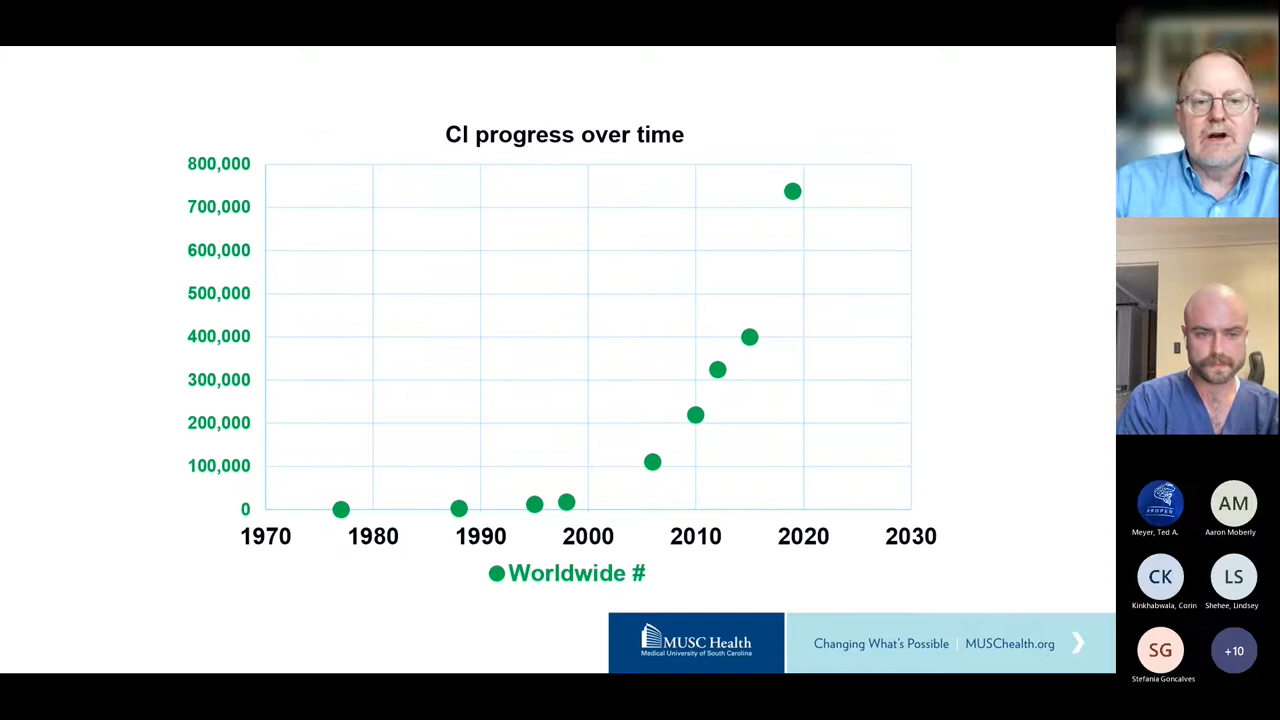 CI progress over time
800,000
700,000
600,000
500,000
400,000
300,000
200,000
100,000
0
1970 1980 1990 2000 2010 2020 2030
Worldwide #
MUSC Health
Medical University of South Carolina
Changing What's Possible | MUSChealth.org
PROPER
AM
Meyer, Ted A.
Aaron Moberly
CK
LS
Kinkhabwala, Corin
Shehee, Lindsey
SG
+10
Stefania Goncalves